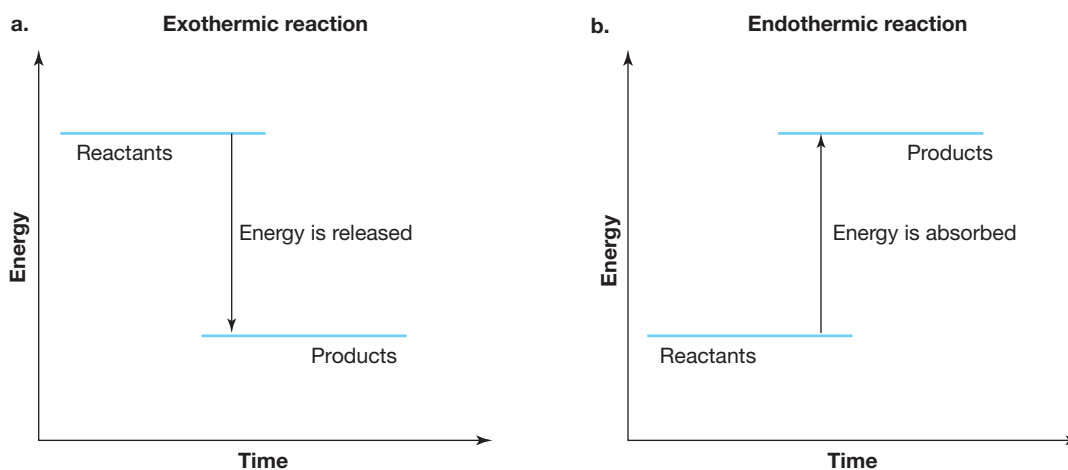 a.
Exothermic reaction
Energy
Reactants
Energy is released
Products
Time
b.
Endothermic reaction
Energy
Products
Energy is absorbed
Reactants
Time